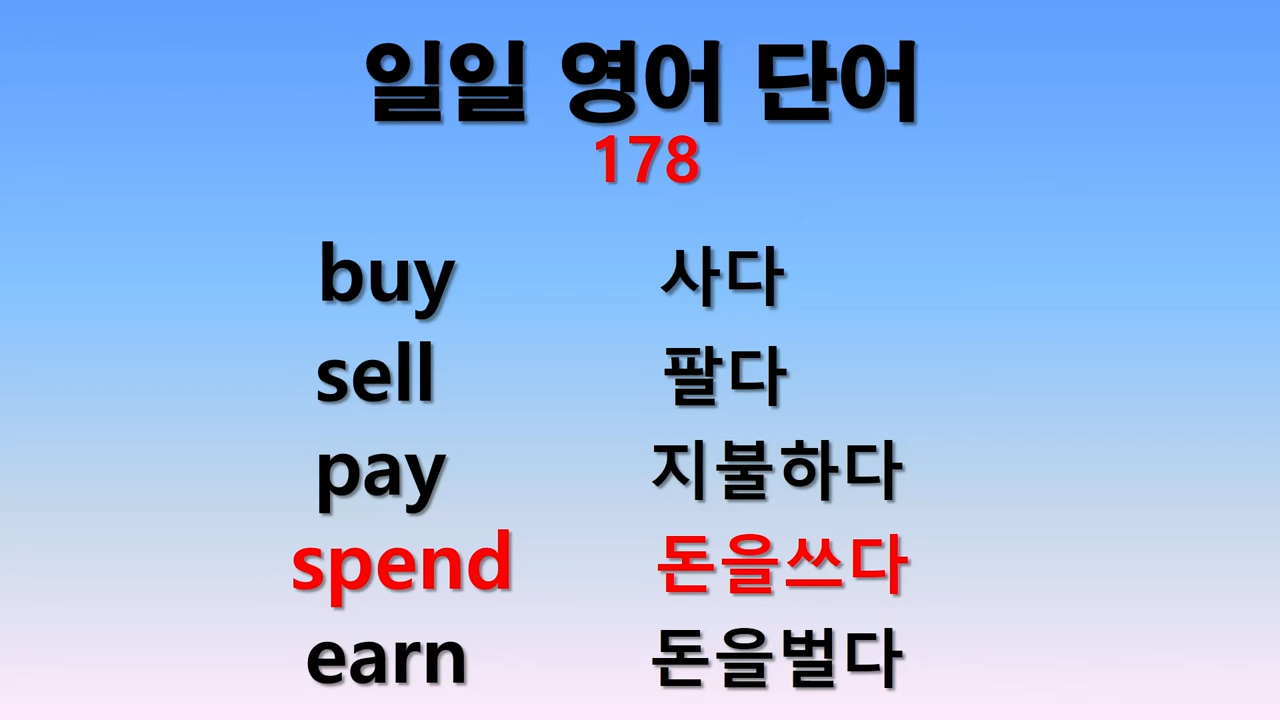 일일 영어 단어
178
buy 사다
sell 팔다
pay 지불하다
spend 돈을쓰다
earn 돈을벌다